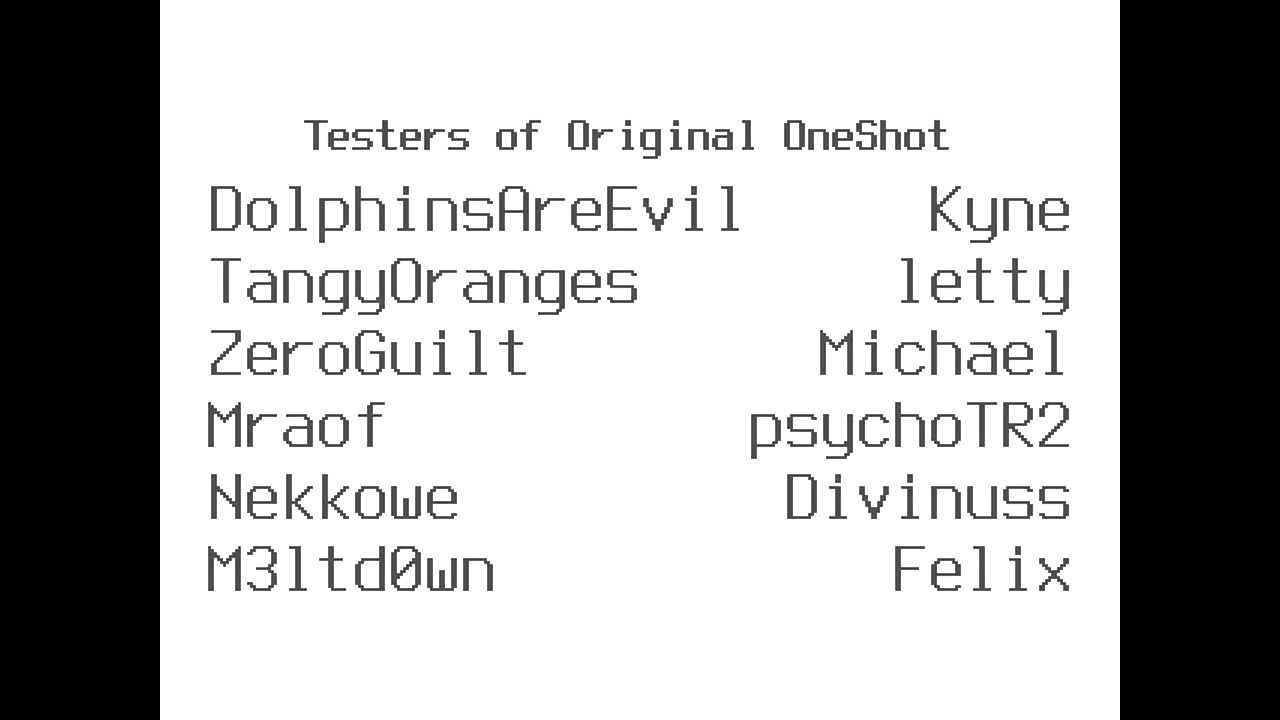 Testers of Original OneShot
DolphinsAreEvil Kyne
TangyOranges letty
ZeroGuilt Michael
Mraof psychoTR2
Nekkowe Divinuss
M3ltd0wn Felix